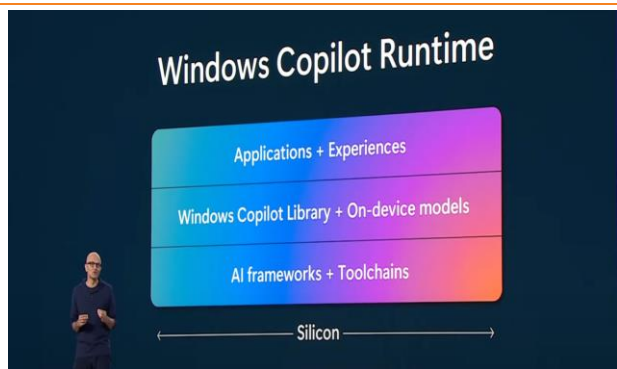 Windows Copilot Runtime
Applications + Experiences
Windows Copilot Library + On-device models
AI frameworks + Toolchains
Silicon